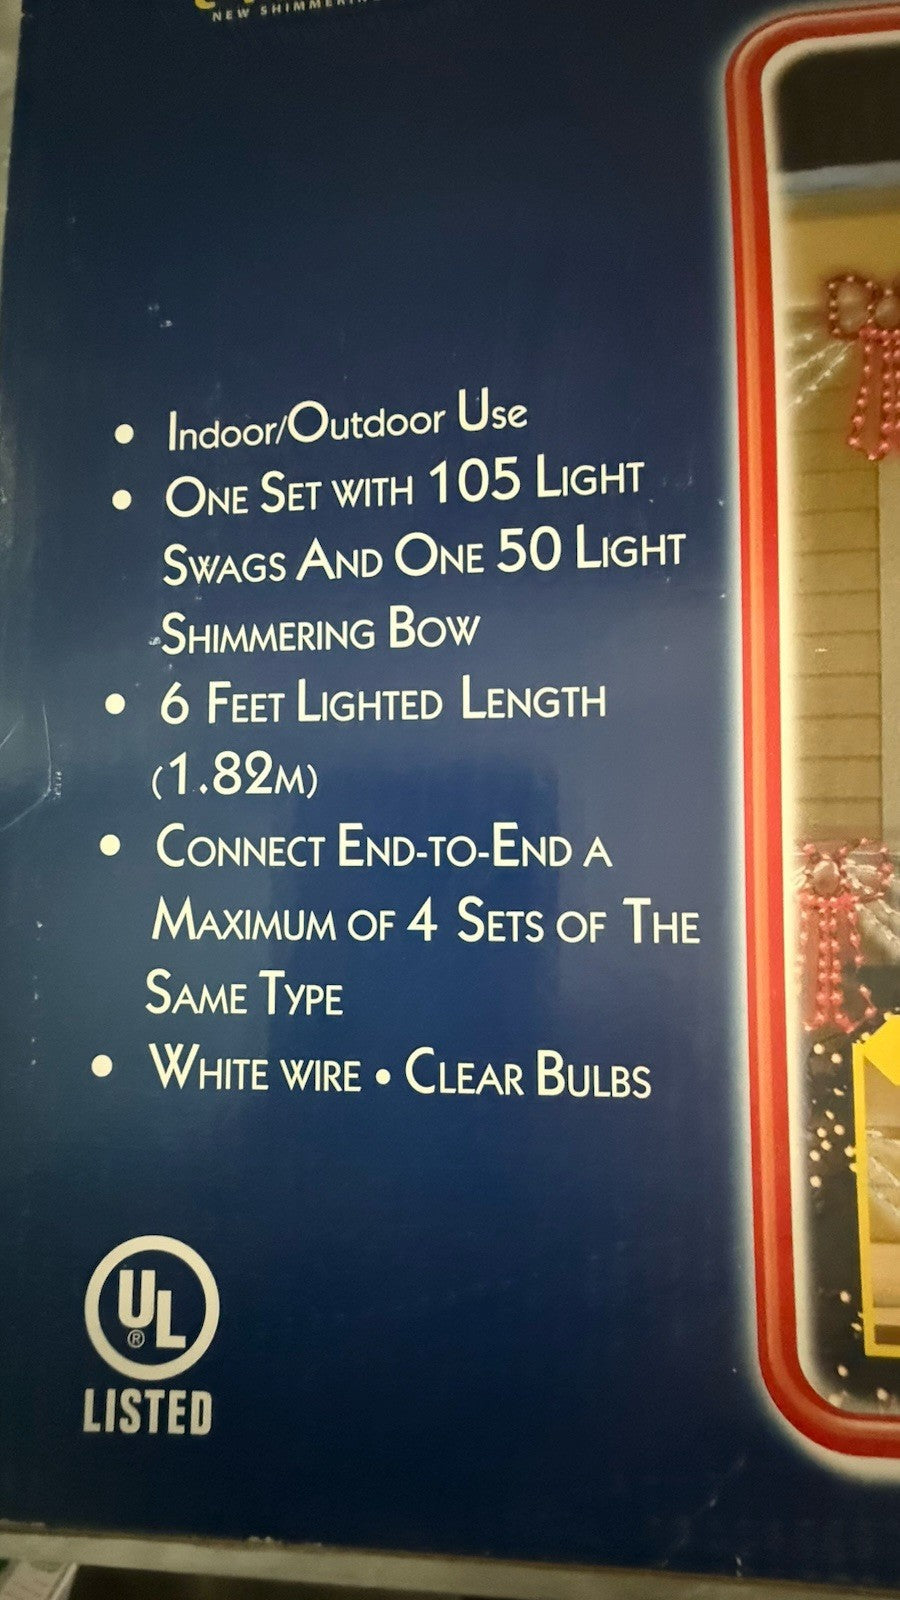 NEW
• Indoor/Outdoor Use
• One Set with 105 Light
Swags And One 50 Light
Shimmering Bow
• 6 Feet Lighted Length
(1.82m)
• Connect End-to-End a
Maximum of 4 Sets of The
Same Type
• White wire • Clear Bulbs
UL
®
LISTED